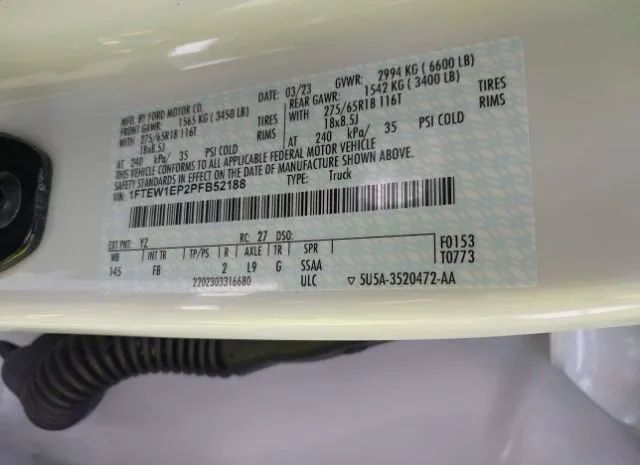 MFD. BY FORD MOTOR CO. DATE: 03/23 GVWR: 2994 KG ( 6600 LB)
FRONT GAWR: 1565 KG ( 3450 LB) REAR GAWR: 1542 KG ( 3400 LB)
WITH 275/65R18 116T TIRES WITH 275/65R18 116T TIRES
18x8.5J RIMS 18x8.5J RIMS
AT 240 kPa/ 35 PSI COLD AT 240 kPa/ 35 PSI COLD
THIS VEHICLE CONFORMS TO ALL APPLICABLE FEDERAL MOTOR VEHICLE
SAFETY STANDARDS IN EFFECT ON THE DATE OF MANUFACTURE SHOWN ABOVE.
VIN: 1FTEW1EP2PFB52188 TYPE: Truck
EXT PNT: YZ RC: 27 DSO: F0153
WB INT TR TP/PS R AXLE TR SPR T0773
145 FB 2 L9 G SSAA
2202303316680 ULC ▽ 5U5A-3520472-AA